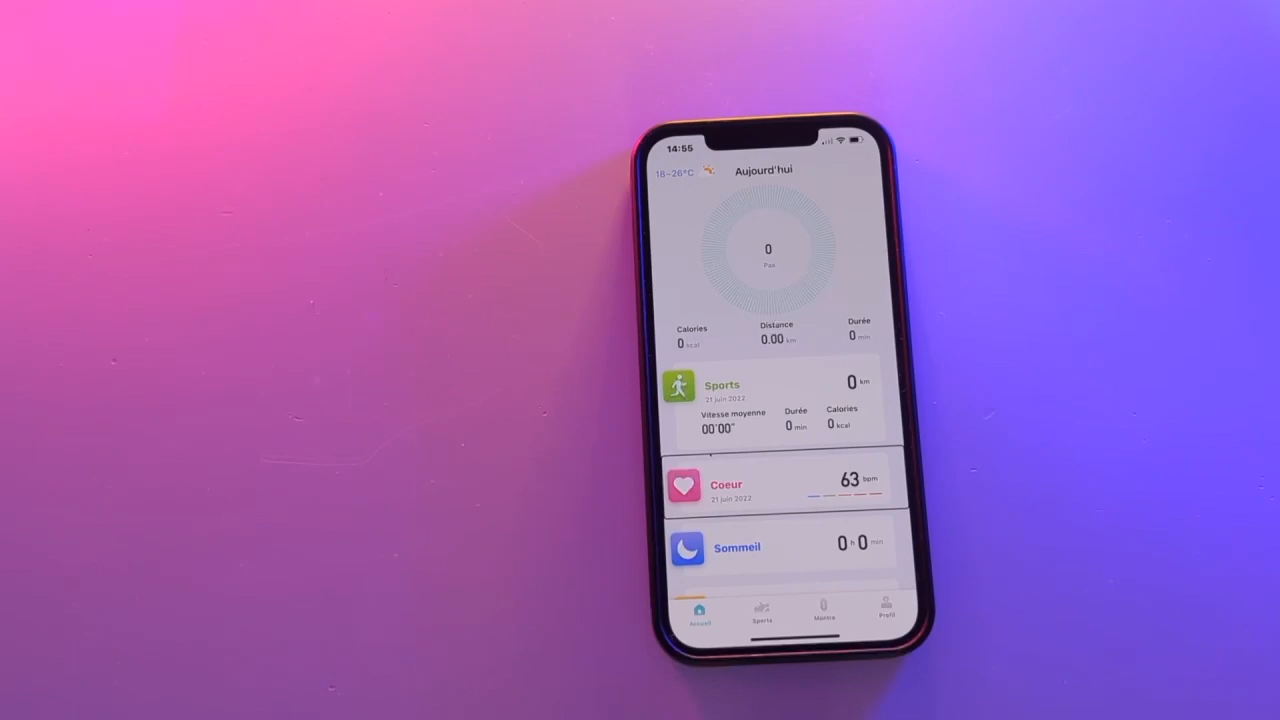 14:55
18~26°C Aujourd'hui
0
Pas
Calories Distance Durée
0 kcal 0.00 km 0 min
Sports 0 km
21 juin 2022
Vitesse moyenne Durée Calories
00'00" 0 min 0 kcal
Coeur 63 bpm
21 juin 2022
Sommeil 0 h 0 min
Accueil Sports Montre Profil